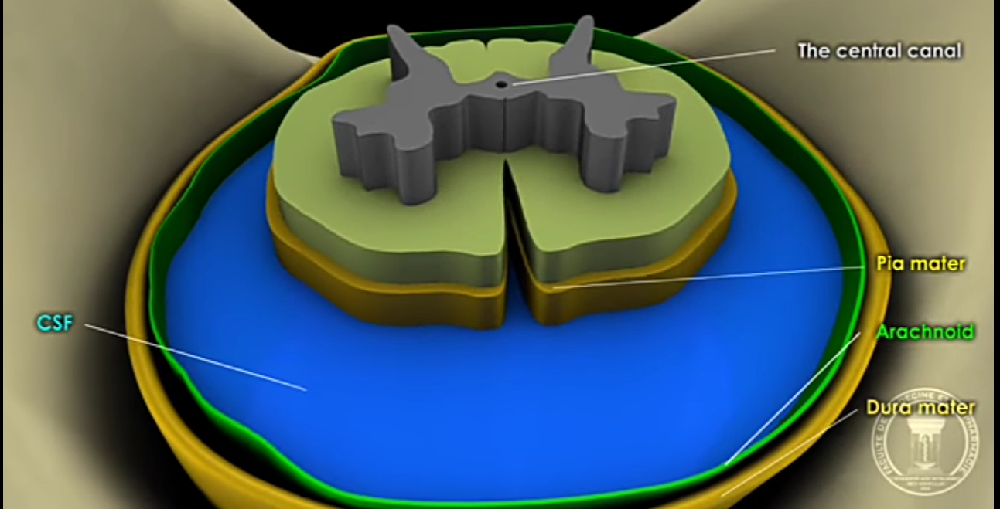 The central canal
Pia mater
CSF
Arachnoid
Dura mater